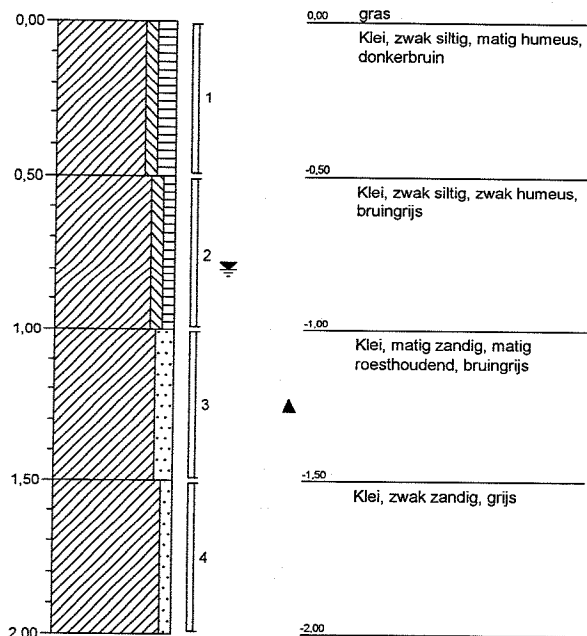 0,00
0,50
1,00
1,50
2,00
1
2
3
4
0,00
gras
Klei, zwak siltig, matig humeus,
donkerbruin
-0,50
Klei, zwak siltig, zwak humeus,
bruingrijs
-1,00
Klei, matig zandig, matig
roesthoudend, bruingrijs
-1,50
Klei, zwak zandig, grijs
-2,00